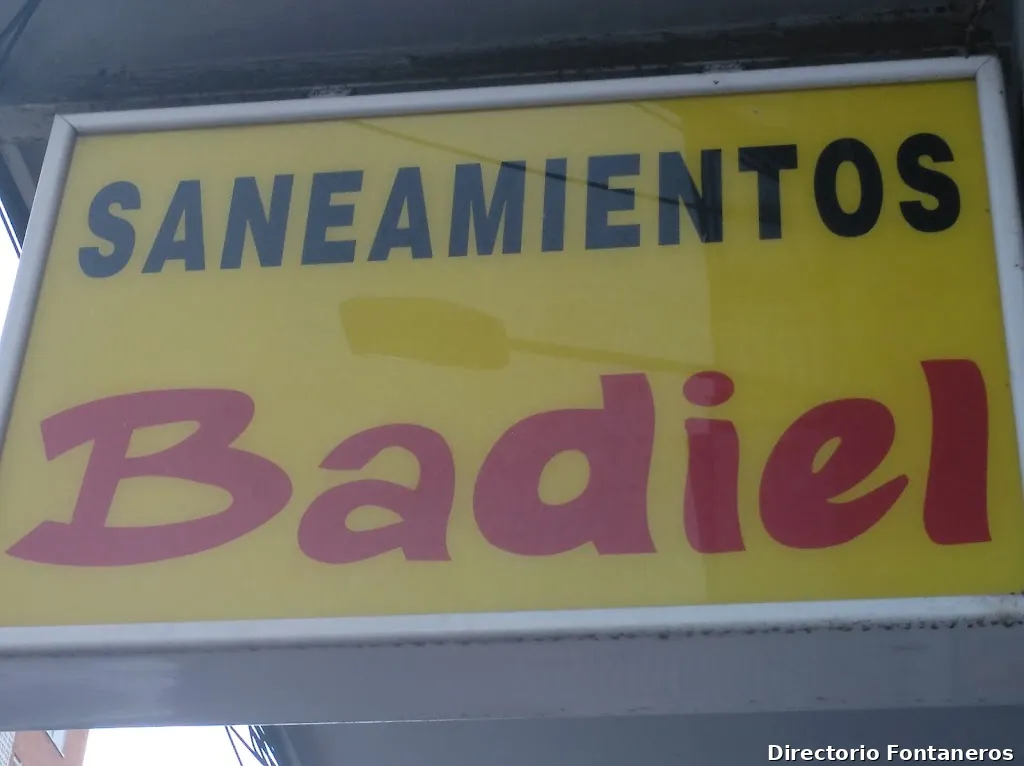 SANEAMIENTOS
Badiel
Directorio Fontaneros